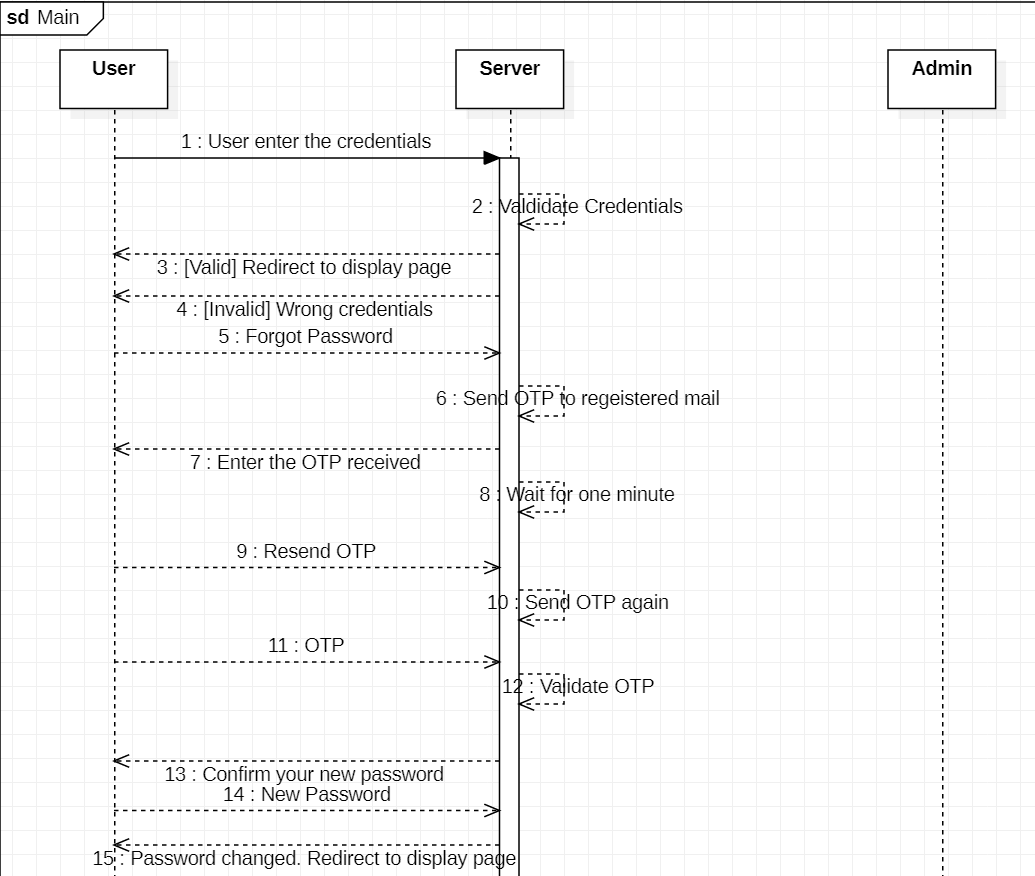 sd Main
User
Server
Admin
1 : User enter the credentials
2 : Valdidate Credentials
3 : [Valid] Redirect to display page
4 : [Invalid] Wrong credentials
5 : Forgot Password
6 : Send OTP to regeistered mail
7 : Enter the OTP received
8 : Wait for one minute
9 : Resend OTP
10 : Send OTP again
11 : OTP
12 : Validate OTP
13 : Confirm your new password
14 : New Password
15 : Password changed. Redirect to display page